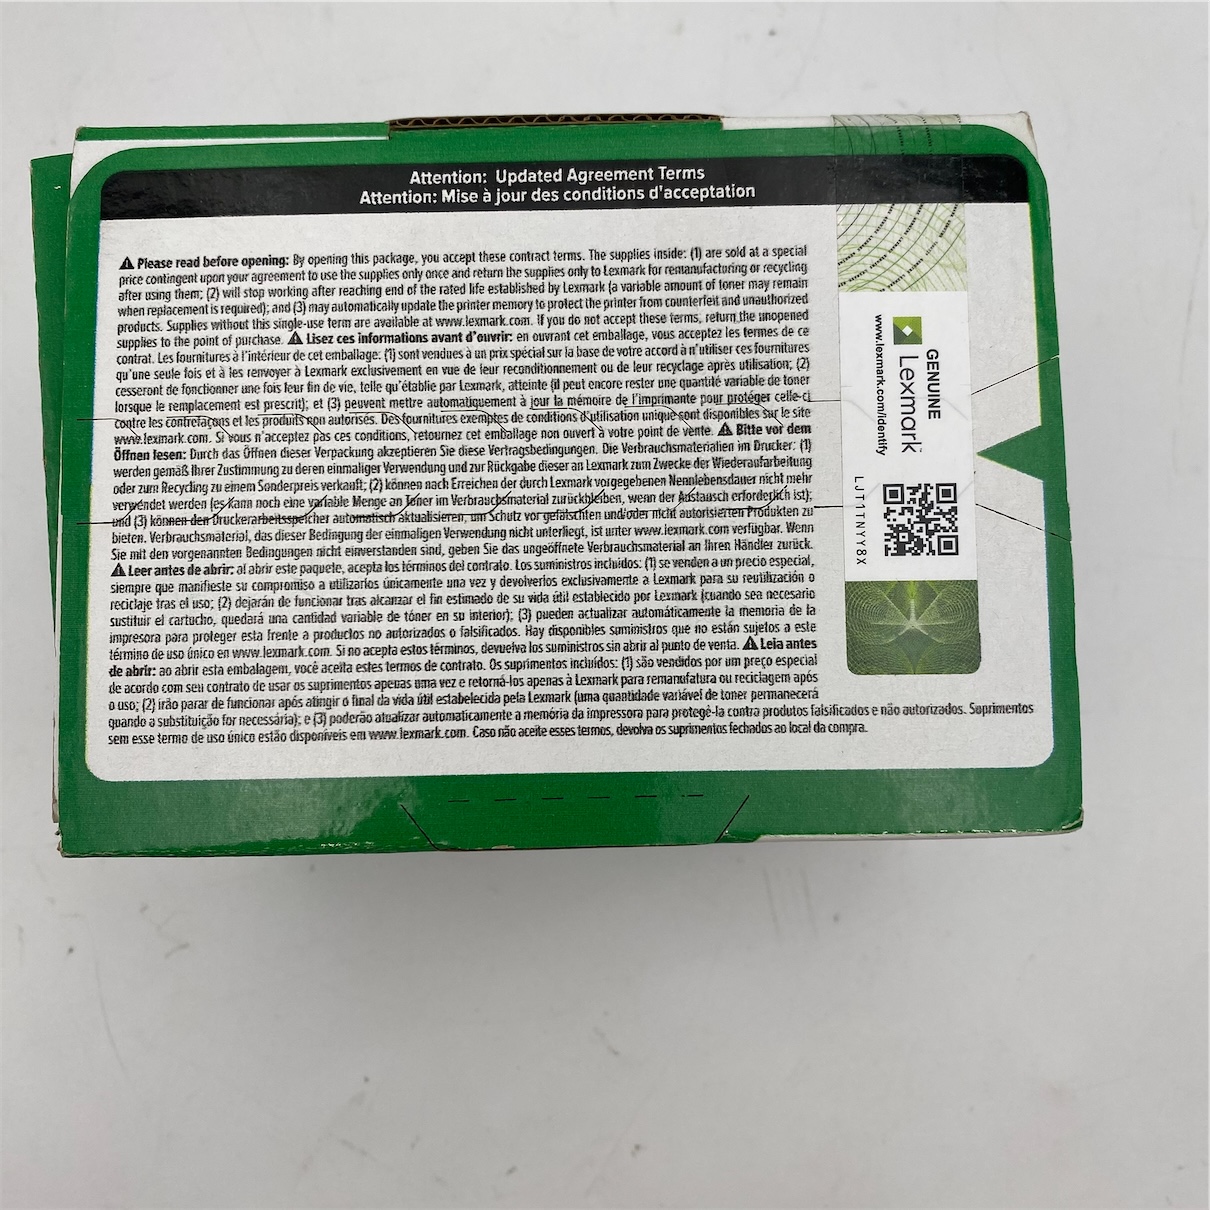 Attention: Updated Agreement Terms
Attention: Mise à jour des conditions d'acceptation
Please read before opening: By opening this package, you accept these contract terms. The supplies inside: (1) are sold at a special
price contingent upon your agreement to use the supplies only once and return the supplies only to Lexmark for remanufacturing or recycling
after using them; (2) will stop working after reaching end of the rated life established by Lexmark (a variable amount of toner may remain
when replacement is required); and (3) may automatically update the printer memory to protect the printer from counterfeit and unauthorized
products. Supplies without this single-use term are available at www.lexmark.com. If you do not accept these terms, return the unopened
supplies to the point of purchase. Lisez ces informations avant d'ouvrir: en ouvrant cet emballage, vous acceptez les termes de ce
contrat. Les fournitures à l'intérieur de cet emballage: (1) sont vendues à un prix spécial sur la base de votre accord à n'utiliser ces fournitures
qu'une seule fois et à les renvoyer à Lexmark exclusivement en vue de leur reconditionnement ou de leur recyclage après utilisation; (2)
cesseront de fonctionner une fois leur fin de vie, telle qu'établie par Lexmark, atteinte (il peut encore rester une quantité variable de toner
lorsque le remplacement est prescrit); et (3) peuvent mettre automatiquement à jour la mémoire de l'imprimante pour protéger celle-ci
contre les contrefaçons et les produits non autorisés. Des fournitures exemptes de conditions d'utilisation unique sont disponibles sur le site
www.lexmark.com. Si vous n'acceptez pas ces conditions, retournez cet emballage non ouvert à votre point de vente. Bitte vor dem
Öffnen lesen: Durch das Öffnen dieser Verpackung akzeptieren Sie diese Vertragsbedingungen. Die Verbrauchsmaterialien im Drucker: (1)
werden gemäß Ihrer Zustimmung zu deren einmaliger Verwendung und zur Rückgabe dieser an Lexmark zum Zwecke der Wiederaufarbeitung
oder zum Recycling zu einem Sonderpreis verkauft; (2) können nach Erreichen der durch Lexmark vorgegebenen Nennlebensdauer nicht mehr
verwendet werden (es kann noch eine variable Menge an Toner im Verbrauchsmaterial zurückbleiben, wenn der Austausch erforderlich ist);
und (3) können den Druckerarbeitsspeicher automatisch aktualisieren, um Schutz vor gefälschten und/oder nicht autorisierten Produkten zu
bieten. Verbrauchsmaterial, das dieser Bedingung der einmaligen Verwendung nicht unterliegt, ist unter www.lexmark.com verfügbar. Wenn
Sie mit den vorgenannten Bedingungen nicht einverstanden sind, geben Sie das ungeöffnete Verbrauchsmaterial an Ihren Händler zurück.
Leer antes de abrir: al abrir este paquete, acepta los términos del contrato. Los suministros incluidos: (1) se venden a un precio especial,
siempre que manifieste su compromiso a utilizarlos únicamente una vez y devolverlos exclusivamente a Lexmark para su reutilización o
reciclaje tras el uso; (2) dejarán de funcionar tras alcanzar el fin estimado de su vida útil establecido por Lexmark (cuando sea necesario
sustituir el cartucho, quedará una cantidad variable de tóner en su interior); (3) pueden actualizar automáticamente la memoria de la
impresora para proteger esta frente a productos no autorizados o falsificados. Hay disponibles suministros que no están sujetos a este
término de uso único en www.lexmark.com. Si no acepta estos términos, devuelva los suministros sin abrir al punto de venta. Leia antes
de abrir: ao abrir esta embalagem, você aceita estes termos de contrato. Os suprimentos incluídos: (1) são vendidos por um preço especial
de acordo com seu contrato de usar os suprimentos apenas uma vez e retorná-los apenas à Lexmark para remanufatura ou reciclagem após
o uso; (2) irão parar de funcionar após atingir o final da vida útil estabelecida pela Lexmark (uma quantidade variável de toner permanecerá
quando a substituição for necessária); e (3) poderão atualizar automaticamente a memória da impressora para protegê-la contra produtos falsificados e não autorizados. Suprimentos
sem esse termo de uso único estão disponíveis em www.lexmark.com. Caso não aceite esses termos, devolva os suprimentos fechados ao local da compra.
GENUINE
Lexmark™
www.lexmark.com/identify
LJT1TNYY8X